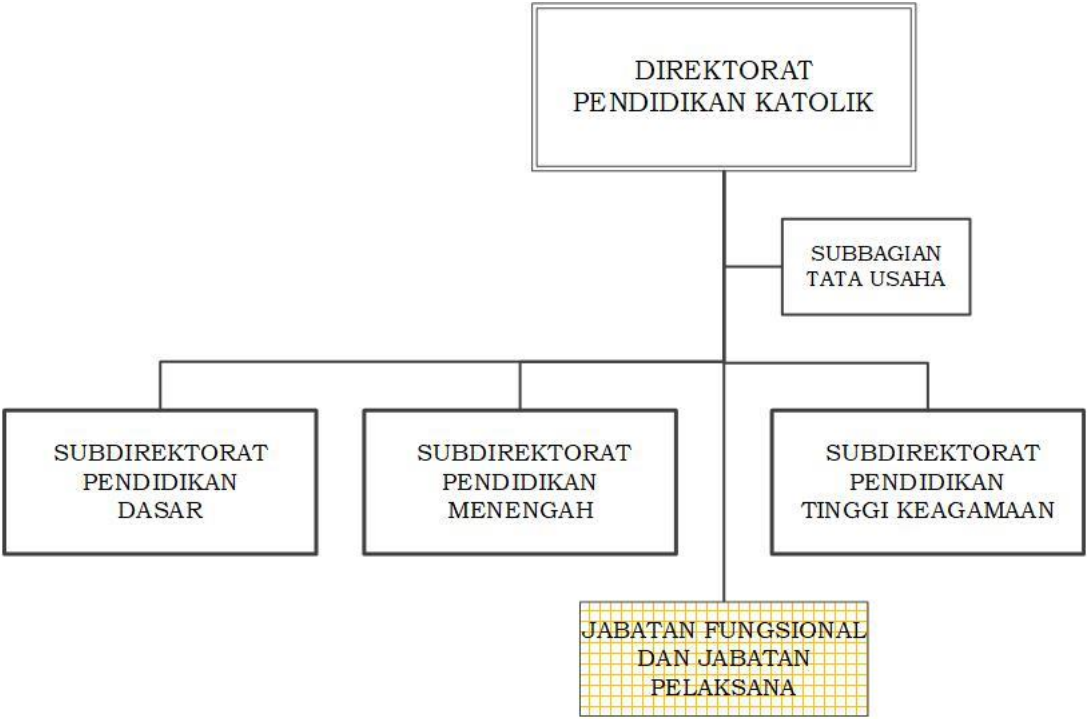 DIREKTORAT
PENDIDIKAN KATOLIK
SUBBAGIAN
TATA USAHA
SUBDIREKTORAT
PENDIDIKAN
DASAR
SUBDIREKTORAT
PENDIDIKAN
MENENGAH
SUBDIREKTORAT
PENDIDIKAN
TINGGI KEAGAMAAN
JABATAN FUNGSIONAL
DAN JABATAN
PELAKSANA